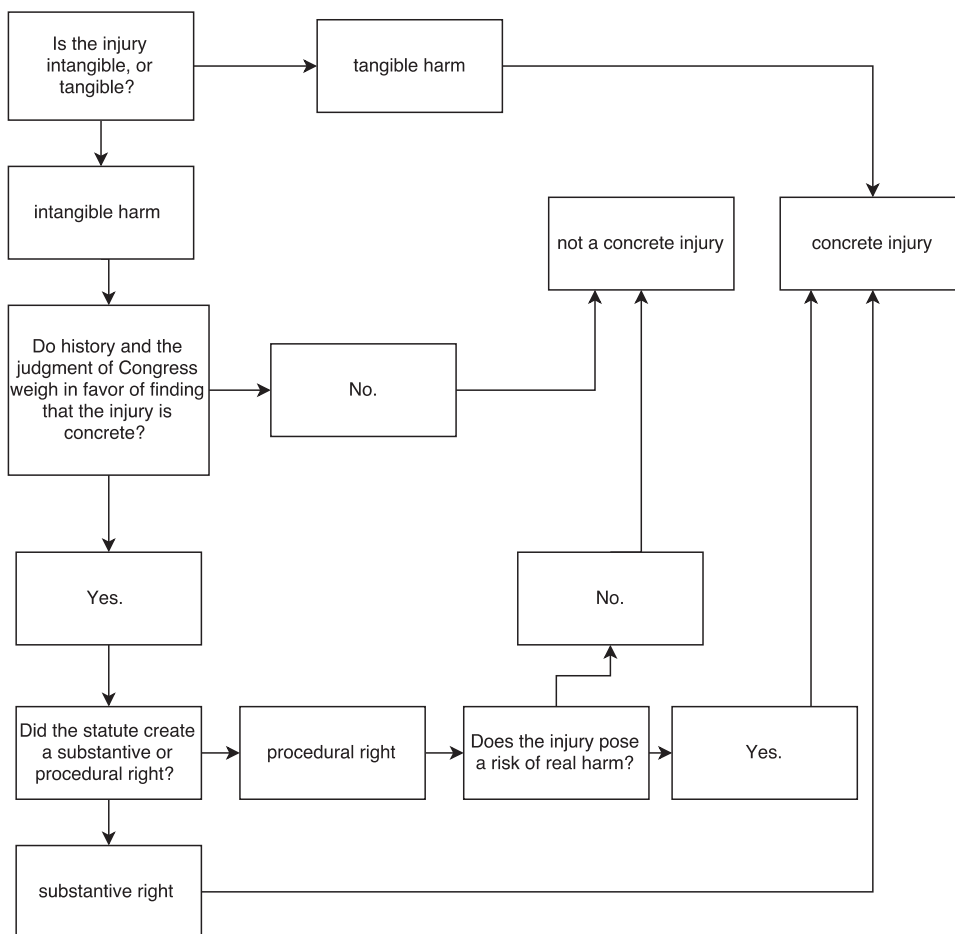 Is the injury
intangible, or
tangible?
tangible harm
intangible harm
not a concrete injury
concrete injury
Do history and the
judgment of Congress
weigh in favor of finding
that the injury is
concrete?
No.
Yes.
No.
Did the statute create
a substantive or
procedural right?
procedural right
Does the injury pose
a risk of real harm?
Yes.
substantive right